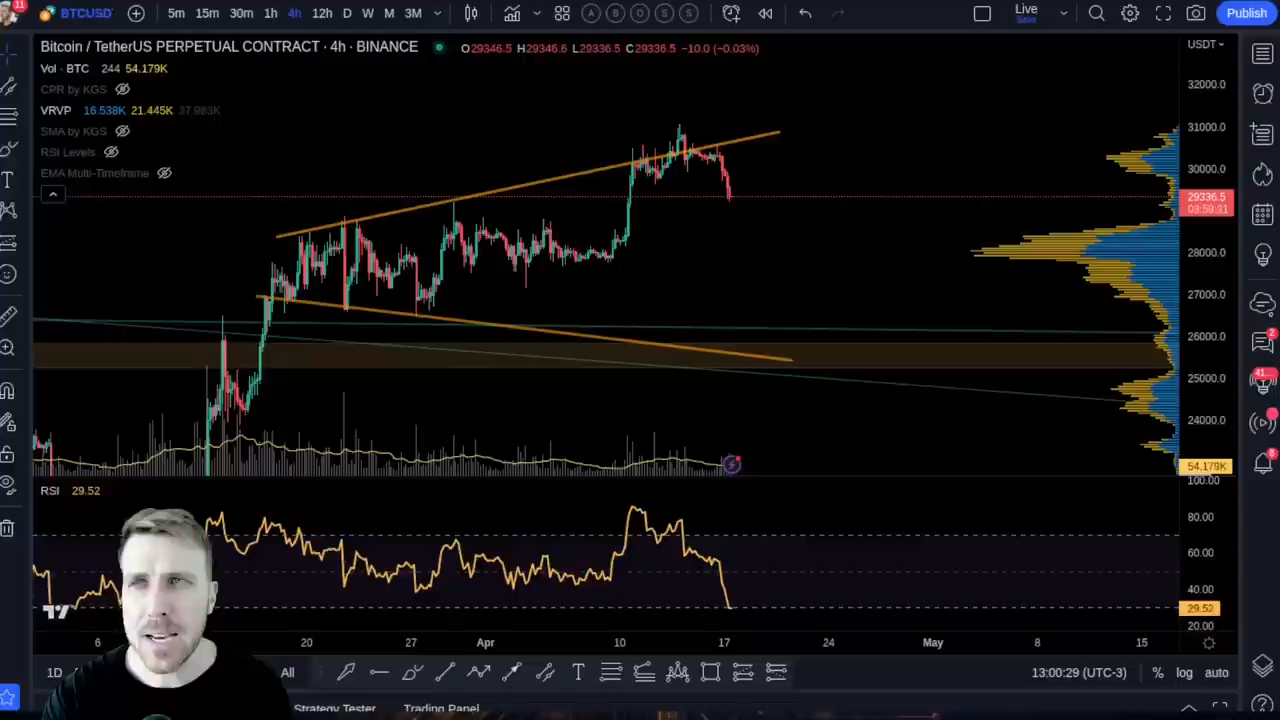 11
BTCUSD 5m 15m 30m 1h 4h 12h D W M 3M A B O S S Live Save Publish
Bitcoin / TetherUS PERPETUAL CONTRACT · 4h · BINANCE O29346.5 H29346.6 L29336.5 C29336.5 −10.0 (−0.03%) USDT
Vol · BTC 244 54.179K
CPR by KGS
VRVP 16.538K 21.445K
SMA by KGS
RSI Levels
EMA Multi-Timeframe
32000.0
31000.0
30000.0
29336.5
28000.0
27000.0
26000.0
25000.0
24000.0
2
41...
8
54.179K
RSI 29.52
100.00
80.00
60.00
40.00
29.52
20.00
6 20 27 Apr 10 17 24 May 8 15
1D All T 13:00:29 (UTC-3) % log auto
Strategy Tester Trading Panel